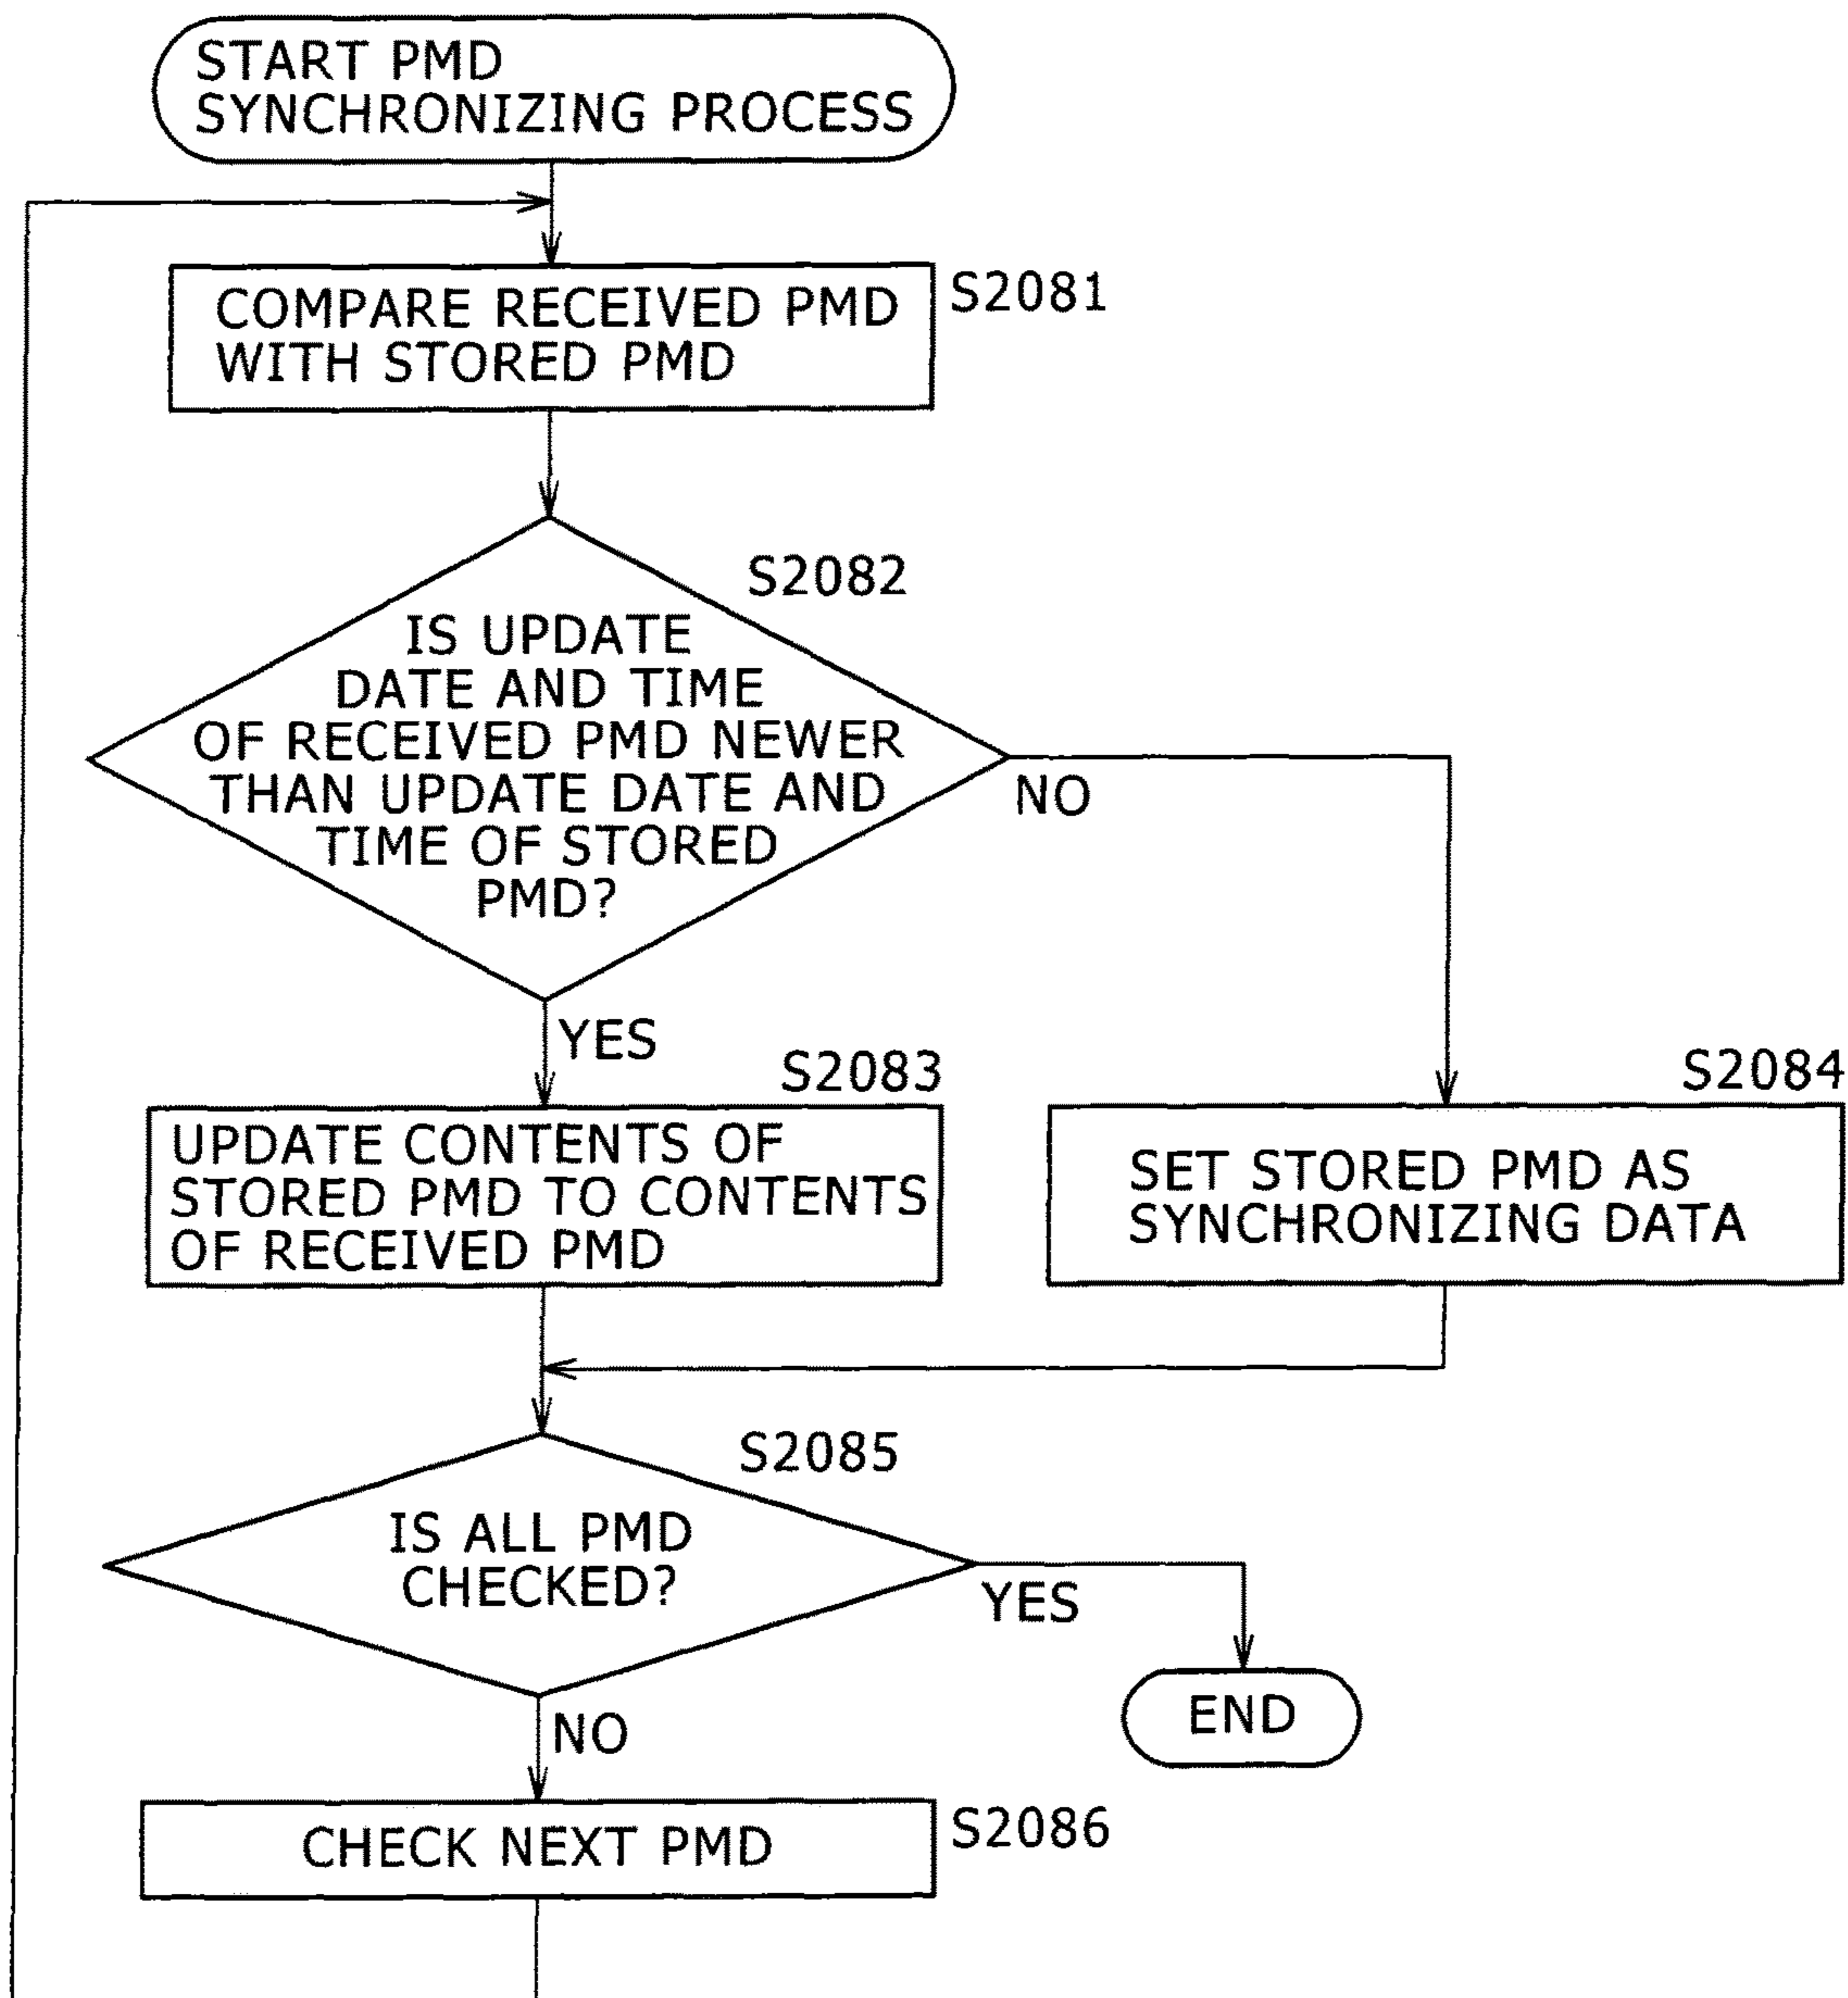 START PMD
SYNCHRONIZING PROCESS
COMPARE RECEIVED PMD
WITH STORED PMD
S2081
S2082
IS UPDATE
DATE AND TIME
OF RECEIVED PMD NEWER
THAN UPDATE DATE AND
TIME OF STORED
PMD?
NO
YES
S2083
UPDATE CONTENTS OF
STORED PMD TO CONTENTS
OF RECEIVED PMD
S2084
SET STORED PMD AS
SYNCHRONIZING DATA
S2085
IS ALL PMD
CHECKED?
YES
END
NO
CHECK NEXT PMD
S2086